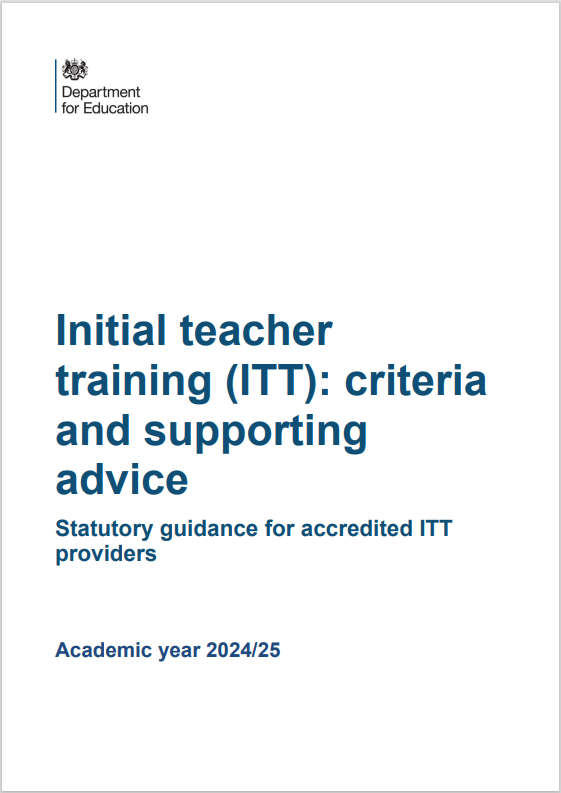 Department
for Education
Initial teacher
training (ITT): criteria
and supporting
advice
Statutory guidance for accredited ITT
providers
Academic year 2024/25